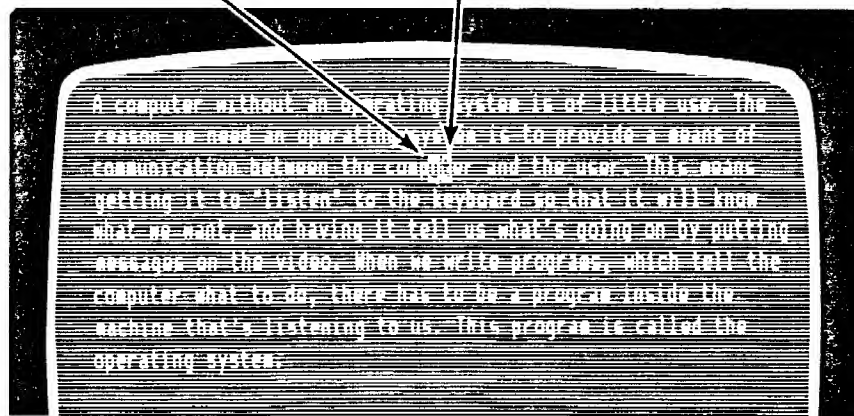 A computer without an operating system is of little use. The
reason we need an operating system is to provide a means of
communication between the computer and the user. This means
getting it to "listen" to the keyboard so that it will know
what we want, and having it tell us what's going on by putting
messages on the video. When we write programs, which tell the
computer what to do, there has to be a program inside the
machine that's listening to us. This program is called the
operating system.